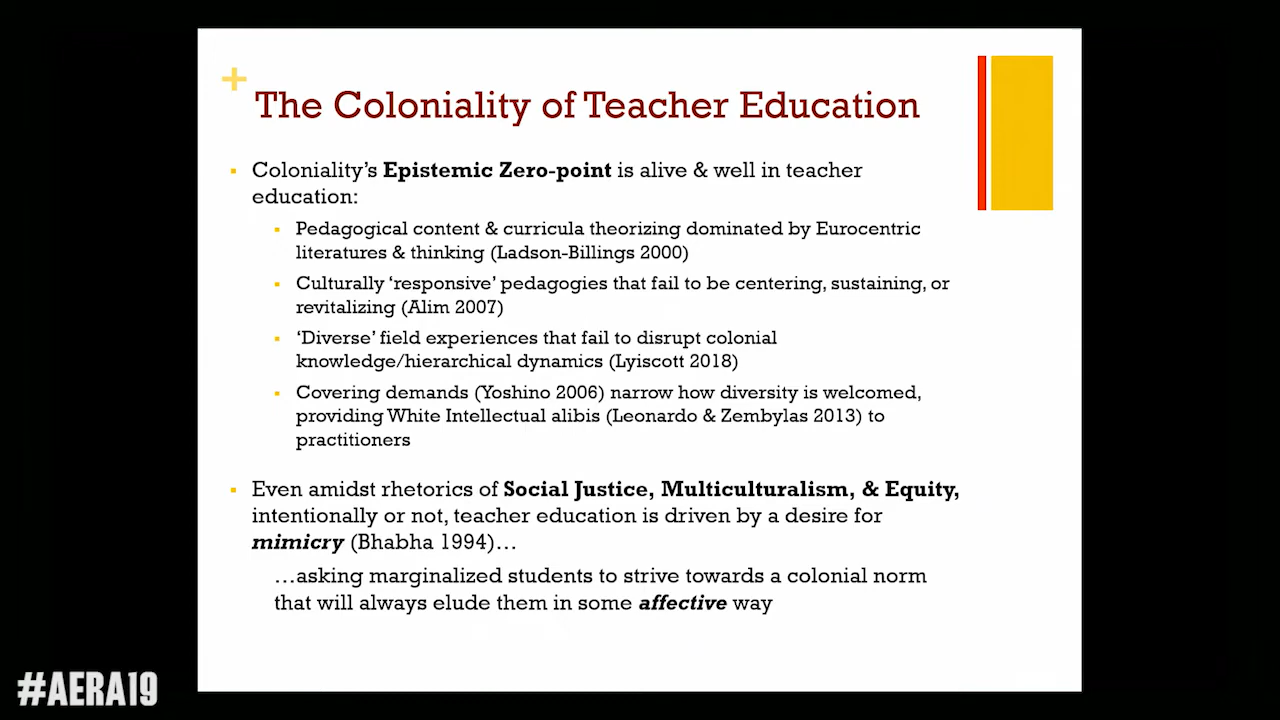 +
The Coloniality of Teacher Education
▪ Coloniality's Epistemic Zero-point is alive & well in teacher
education:
▪ Pedagogical content & curricula theorizing dominated by Eurocentric
literatures & thinking (Ladson-Billings 2000)
▪ Culturally 'responsive' pedagogies that fail to be centering, sustaining, or
revitalizing (Alim 2007)
▪ 'Diverse' field experiences that fail to disrupt colonial
knowledge/hierarchical dynamics (Lyiscott 2018)
▪ Covering demands (Yoshino 2006) narrow how diversity is welcomed,
providing White Intellectual alibis (Leonardo & Zembylas 2013) to
practitioners
▪ Even amidst rhetorics of Social Justice, Multiculturalism, & Equity,
intentionally or not, teacher education is driven by a desire for
mimicry (Bhabha 1994)…
…asking marginalized students to strive towards a colonial norm
that will always elude them in some affective way
#AERA19